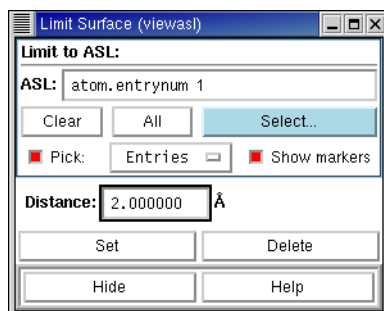 Limit Surface (viewasl)
Limit to ASL:
ASL: atom.entrynum 1
Clear All Select...
Pick: Entries Show markers
Distance: 2.000000 Å
Set Delete
Hide Help